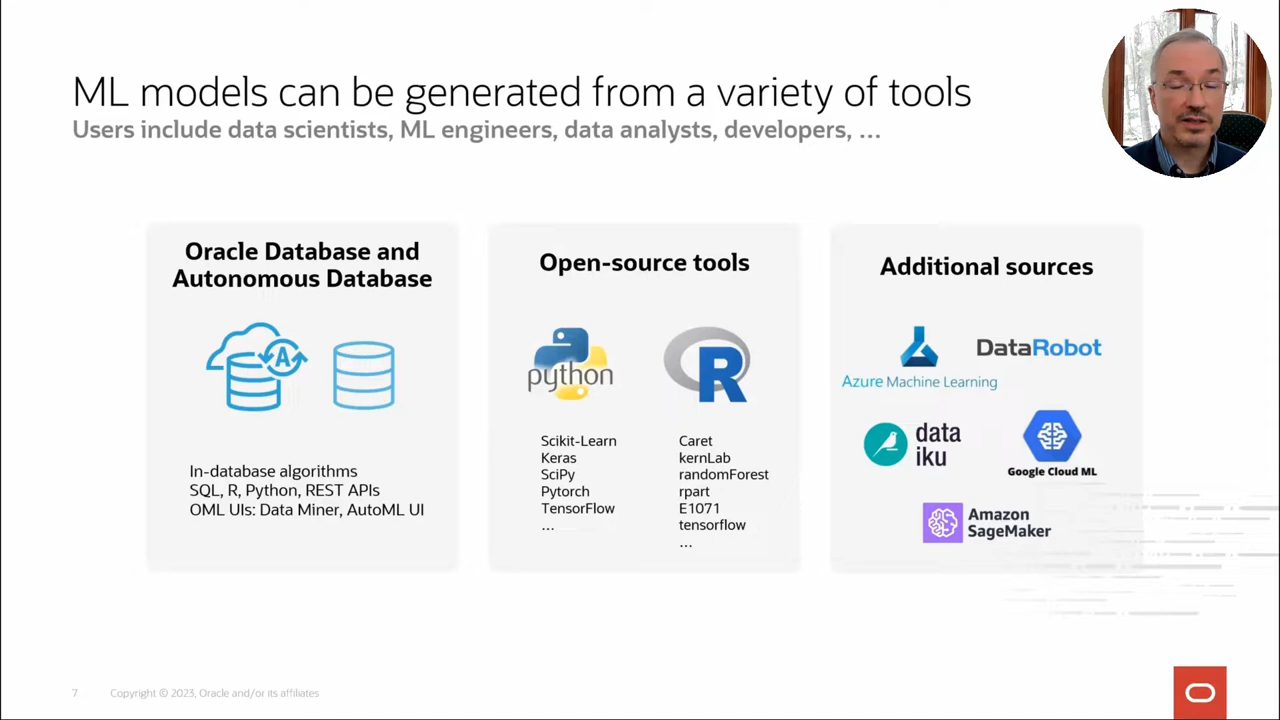 ML models can be generated from a variety of tools
Users include data scientists, ML engineers, data analysts, developers, ...
Oracle Database and
Autonomous Database
A
In-database algorithms
SQL, R, Python, REST APIs
OML UIs: Data Miner, AutoML UI
Open-source tools
python
R
Scikit-Learn
Keras
SciPy
Pytorch
TensorFlow
...
Caret
kernLab
randomForest
rpart
E1071
tensorflow
...
Additional sources
Azure Machine Learning
DataRobot
data
iku
Google Cloud ML
Amazon
SageMaker
7
Copyright © 2023, Oracle and/or its affiliates